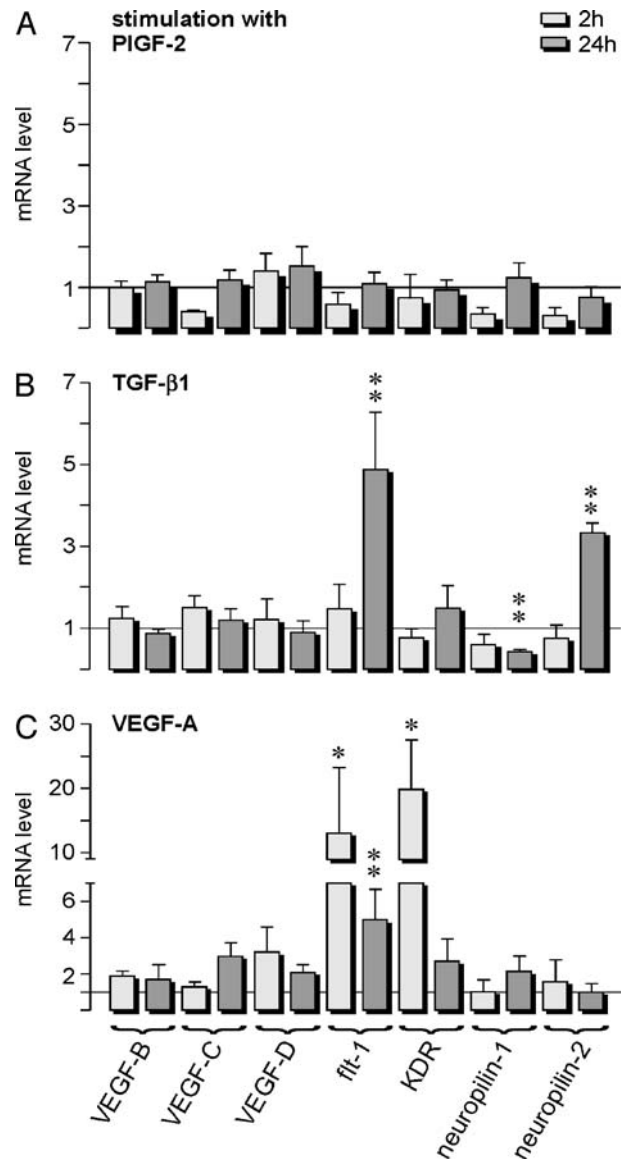 A
stimulation with
PlGF-2
2h
24h
mRNA level
7
5
3
1
B
TGF-β1
mRNA level
7
5
3
1
**
**
**
C
VEGF-A
mRNA level
30
20
10
6
4
2
*
**
*
VEGF-B
VEGF-C
VEGF-D
flt-1
KDR
neuropilin-1
neuropilin-2